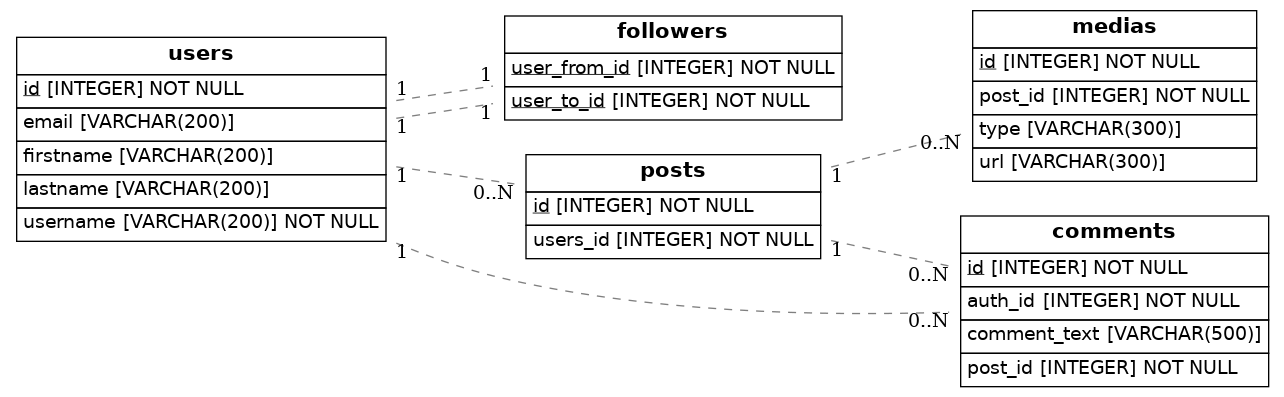 users
id [INTEGER] NOT NULL
email [VARCHAR(200)]
firstname [VARCHAR(200)]
lastname [VARCHAR(200)]
username [VARCHAR(200)] NOT NULL
1
1
1
1
1
1
0..N
0..N
followers
user_from_id [INTEGER] NOT NULL
user_to_id [INTEGER] NOT NULL
posts
id [INTEGER] NOT NULL
users_id [INTEGER] NOT NULL
1
1
0..N
0..N
medias
id [INTEGER] NOT NULL
post_id [INTEGER] NOT NULL
type [VARCHAR(300)]
url [VARCHAR(300)]
comments
id [INTEGER] NOT NULL
auth_id [INTEGER] NOT NULL
comment_text [VARCHAR(500)]
post_id [INTEGER] NOT NULL